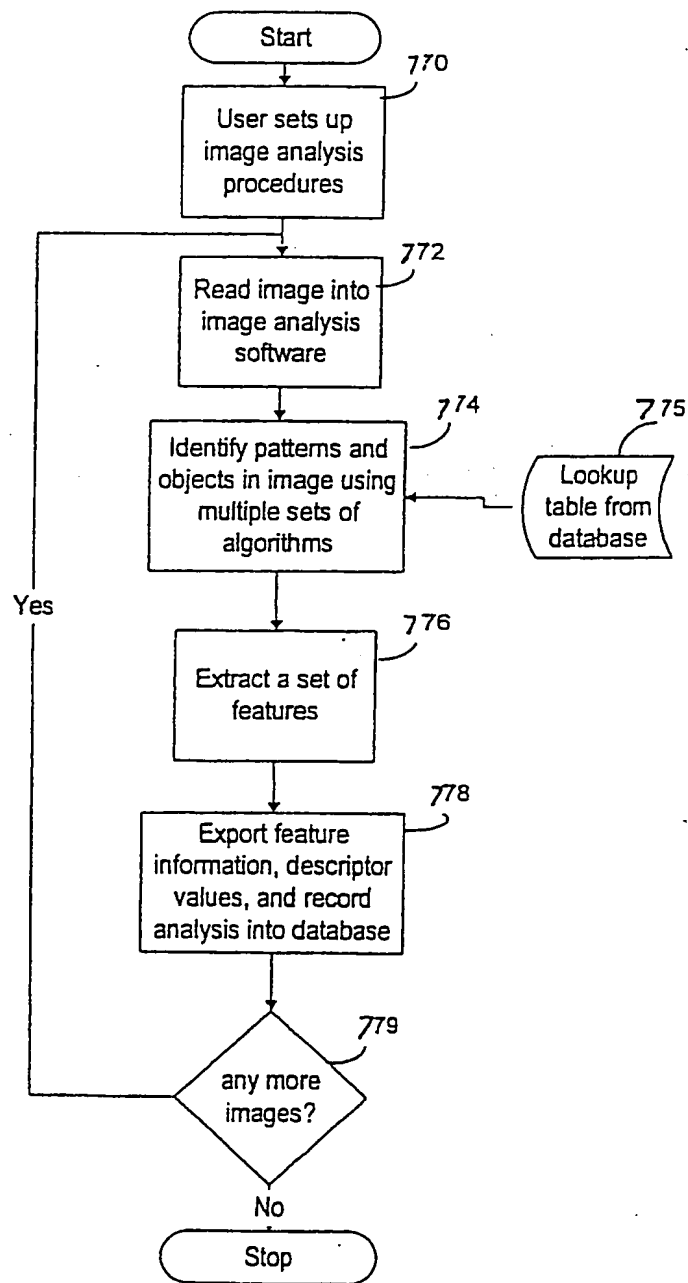 Start
770
User sets up
image analysis
procedures
772
Read image into
image analysis
software
774
Identify patterns and
objects in image using
multiple sets of
algorithms
775
Lookup
table from
database
Yes
776
Extract a set of
features
778
Export feature
information, descriptor
values, and record
analysis into database
779
any more
images?
No
Stop